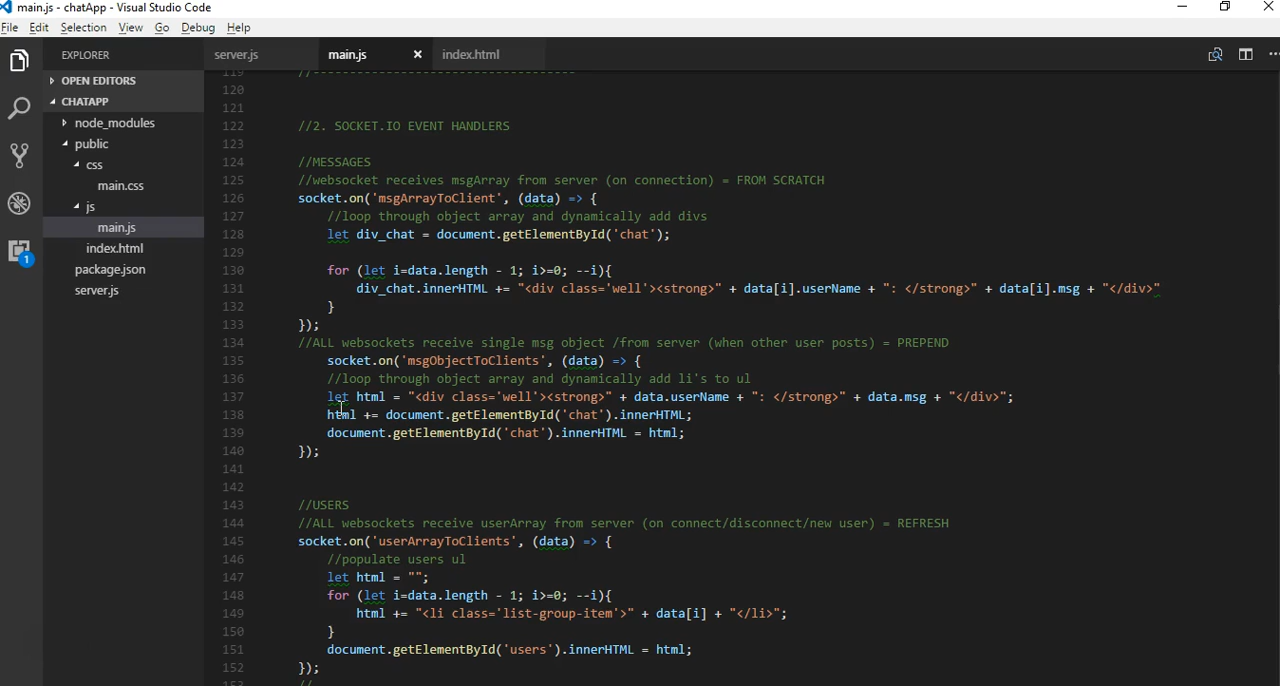 main.js - chatApp - Visual Studio Code
File Edit Selection View Go Debug Help
EXPLORER
server.js main.js × index.html
OPEN EDITORS
CHATAPP
node_modules
public
css
main.css
js
main.js
index.html
package.json
server.js
1
119 //------------------------------------
120
121
122 //2. SOCKET.IO EVENT HANDLERS
123
124 //MESSAGES
125 //websocket receives msgArray from server (on connection) = FROM SCRATCH
126 socket.on('msgArrayToClient', (data) => {
127 //loop through object array and dynamically add divs
128 let div_chat = document.getElementById('chat');
129
130 for (let i=data.length - 1; i>=0; --i){
131 div_chat.innerHTML += "<div class='well'><strong>" + data[i].userName + ": </strong>" + data[i].msg + "</div>"
132 }
133 });
134 //ALL websockets receive single msg object /from server (when other user posts) = PREPEND
135 socket.on('msgObjectToClients', (data) => {
136 //loop through object array and dynamically add li's to ul
137 let html = "<div class='well'><strong>" + data.userName + ": </strong>" + data.msg + "</div>";
138 html += document.getElementById('chat').innerHTML;
139 document.getElementById('chat').innerHTML = html;
140 });
141
142
143 //USERS
144 //ALL websockets receive userArray from server (on connect/disconnect/new user) = REFRESH
145 socket.on('userArrayToClients', (data) => {
146 //populate users ul
147 let html = "";
148 for (let i=data.length - 1; i>=0; --i){
149 html += "<li class='list-group-item'>" + data[i] + "</li>";
150 }
151 document.getElementById('users').innerHTML = html;
152 });
153 //